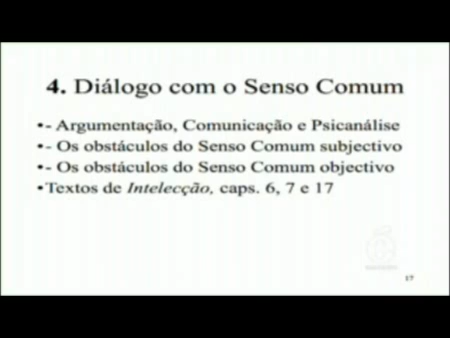 4. Diálogo com o Senso Comum
•- Argumentação, Comunicação e Psicanálise
•- Os obstáculos do Senso Comum subjectivo
•- Os obstáculos do Senso Comum objectivo
•Textos de Intelecção, caps. 6, 7 e 17
17